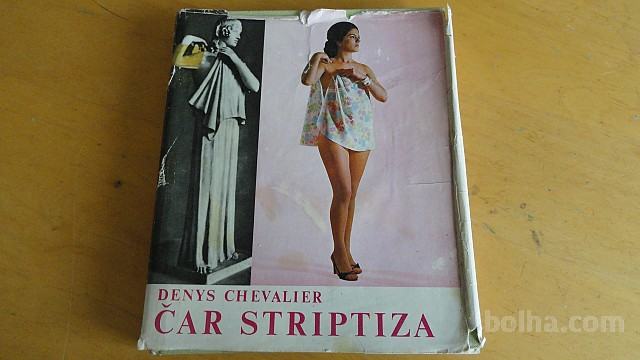 DENYS CHEVALIER
ČAR STRIPTIZA
bolha.com